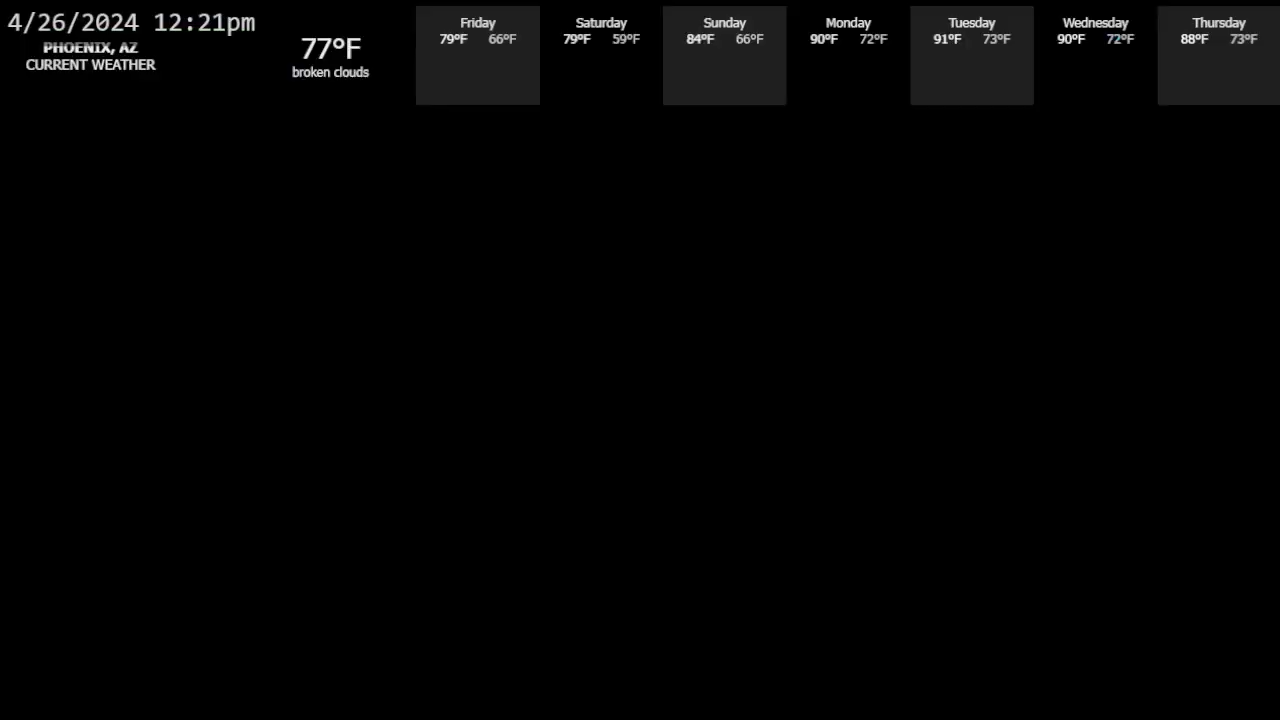 4/26/2024 12:21pm
PHOENIX, AZ
CURRENT WEATHER
77°F
broken clouds
Friday
79°F 66°F
Saturday
79°F 59°F
Sunday
84°F 66°F
Monday
90°F 72°F
Tuesday
91°F 73°F
Wednesday
90°F 72°F
Thursday
88°F 73°F